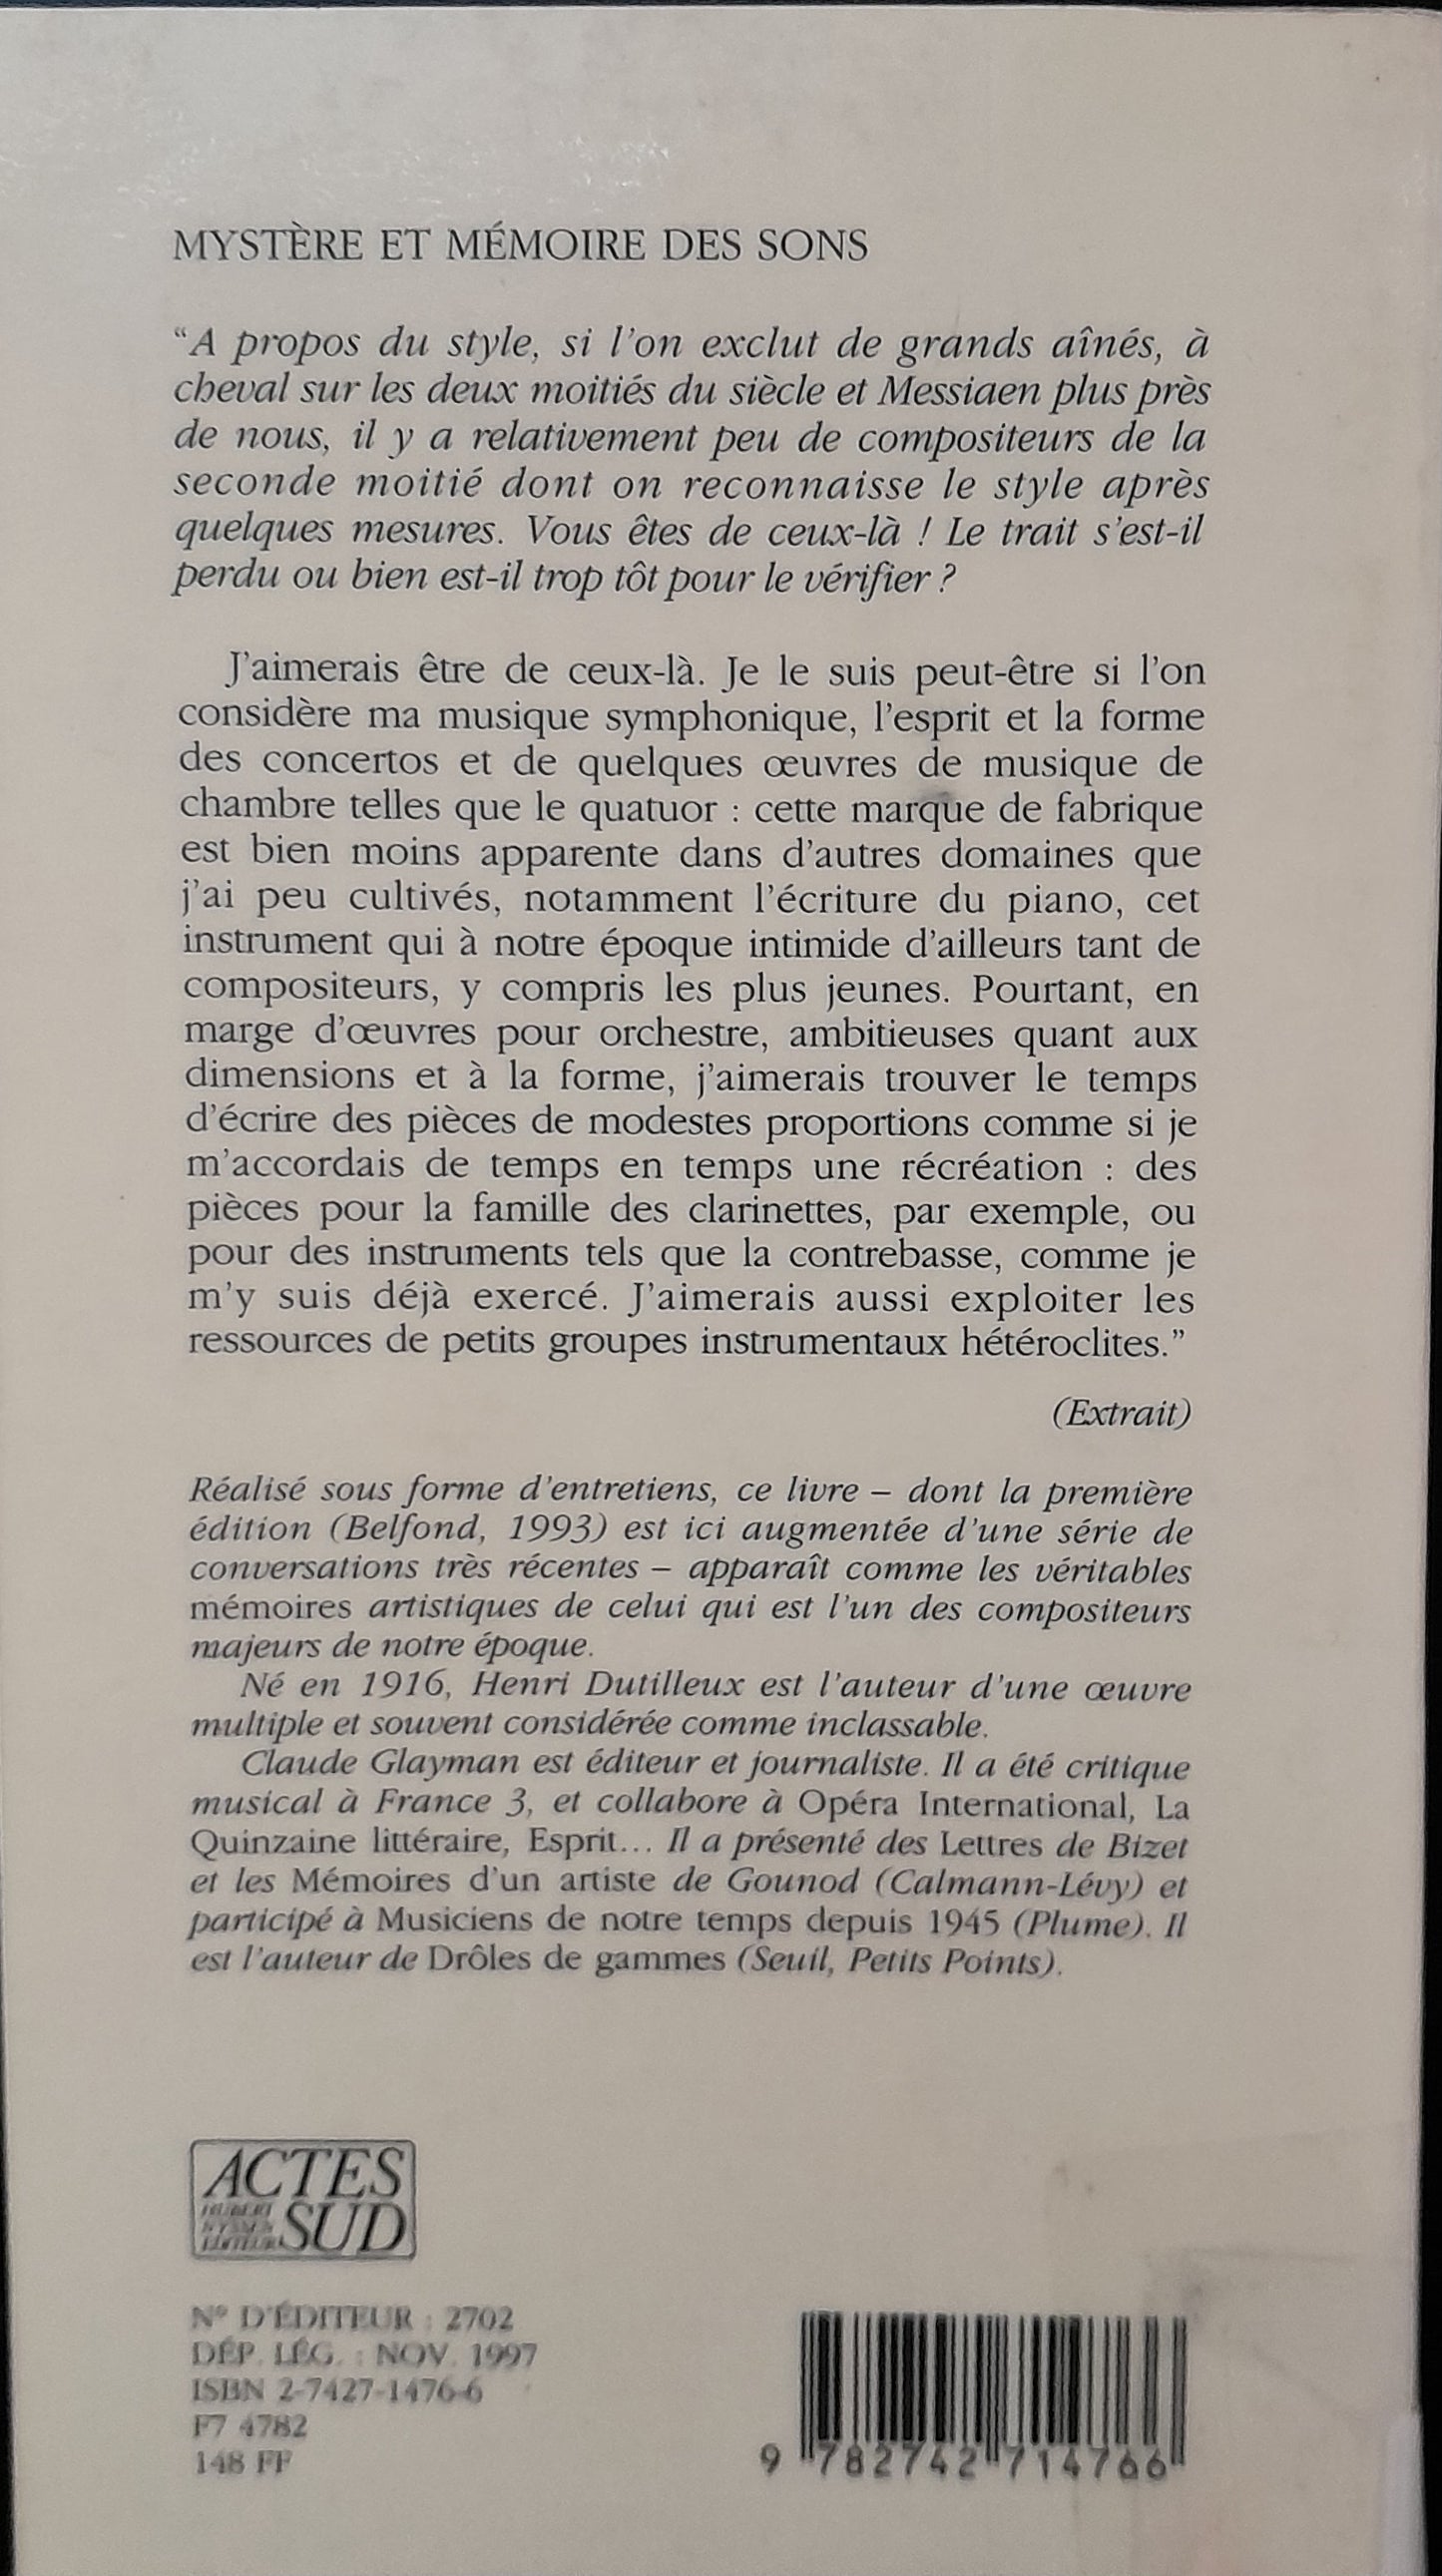 MYSTÈRE ET MÉMOIRE DES SONS
“A propos du style, si l’on exclut de grands aînés, à
cheval sur les deux moitiés du siècle et Messiaen plus près
de nous, il y a relativement peu de compositeurs de la
seconde moitié dont on reconnaisse le style après
quelques mesures. Vous êtes de ceux-là ! Le trait s’est-il
perdu ou bien est-il trop tôt pour le vérifier ?
J’aimerais être de ceux-là. Je le suis peut-être si l’on
considère ma musique symphonique, l’esprit et la forme
des concertos et de quelques œuvres de musique de
chambre telles que le quatuor : cette marque de fabrique
est bien moins apparente dans d’autres domaines que
j’ai peu cultivés, notamment l’écriture du piano, cet
instrument qui à notre époque intimide d’ailleurs tant de
compositeurs, y compris les plus jeunes. Pourtant, en
marge d’œuvres pour orchestre, ambitieuses quant aux
dimensions et à la forme, j’aimerais trouver le temps
d’écrire des pièces de modestes proportions comme si je
m’accordais de temps en temps une récréation : des
pièces pour la famille des clarinettes, par exemple, ou
pour des instruments tels que la contrebasse, comme je
m’y suis déjà exercé. J’aimerais aussi exploiter les
ressources de petits groupes instrumentaux hétéroclites.”
(Extrait)
Réalisé sous forme d’entretiens, ce livre – dont la première
édition (Belfond, 1993) est ici augmentée d’une série de
conversations très récentes – apparaît comme les véritables
mémoires artistiques de celui qui est l’un des compositeurs
majeurs de notre époque.
Né en 1916, Henri Dutilleux est l’auteur d’une œuvre
multiple et souvent considérée comme inclassable.
Claude Glayman est éditeur et journaliste. Il a été critique
musical à France 3, et collabore à Opéra International, La
Quinzaine littéraire, Esprit... Il a présenté des Lettres de Bizet
et les Mémoires d’un artiste de Gounod (Calmann-Lévy) et
participé à Musiciens de notre temps depuis 1945 (Plume). Il
est l’auteur de Drôles de gammes (Seuil, Petits Points).
ACTES
HUBERT
NYSSEN
ÉDITEUR
SUD
N° D’ÉDITEUR : 2702
DÉP. LÉG. : NOV. 1997
ISBN 2-7427-1476-6
F7 4782
148 FF
9 782742 714766